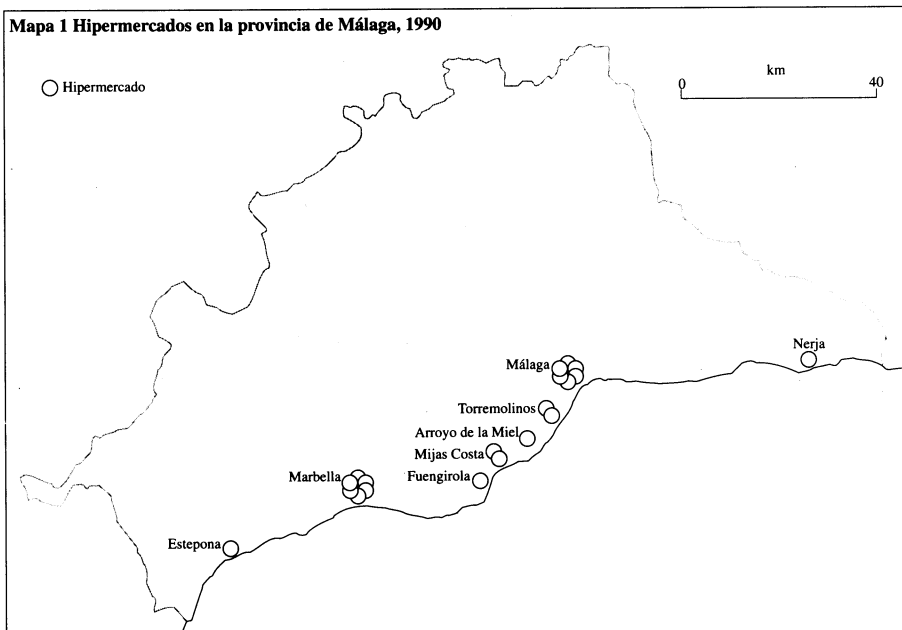 Mapa 1 Hipermercados en la provincia de Málaga, 1990
Hipermercado
km
0 40
Nerja
Málaga
Torremolinos
Arroyo de la Miel
Mijas Costa
Marbella
Fuengirola
Estepona